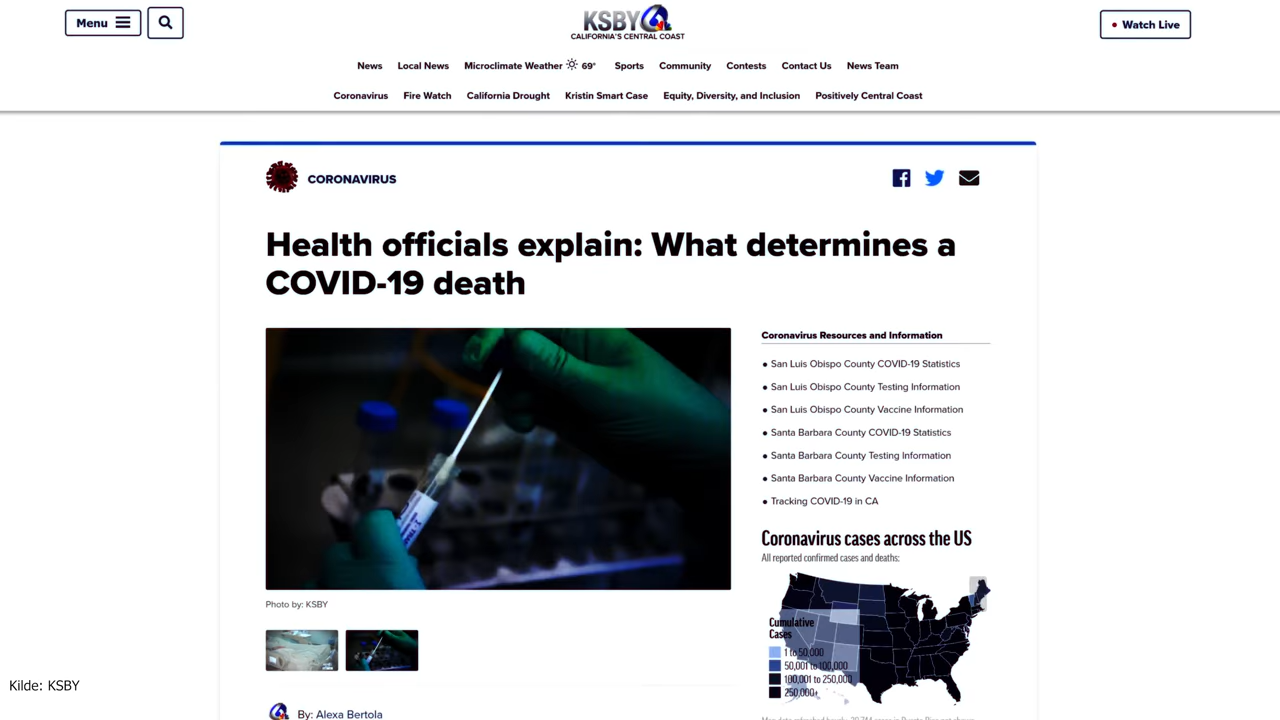 Menu
KSBY 6
CALIFORNIA'S CENTRAL COAST
Watch Live
News Local News Microclimate Weather 69° Sports Community Contests Contact Us News Team
Coronavirus Fire Watch California Drought Kristin Smart Case Equity, Diversity, and Inclusion Positively Central Coast
CORONAVIRUS
Health officials explain: What determines a
COVID-19 death
Photo by: KSBY
By: Alexa Bertola
Coronavirus Resources and Information
San Luis Obispo County COVID-19 Statistics
San Luis Obispo County Testing Information
San Luis Obispo County Vaccine Information
Santa Barbara County COVID-19 Statistics
Santa Barbara County Testing Information
Santa Barbara County Vaccine Information
Tracking COVID-19 in CA
Coronavirus cases across the US
All reported confirmed cases and deaths:
Cumulative
Cases
1 to 50,000
50,001 to 100,000
100,001 to 250,000
250,000+
Kilde: KSBY